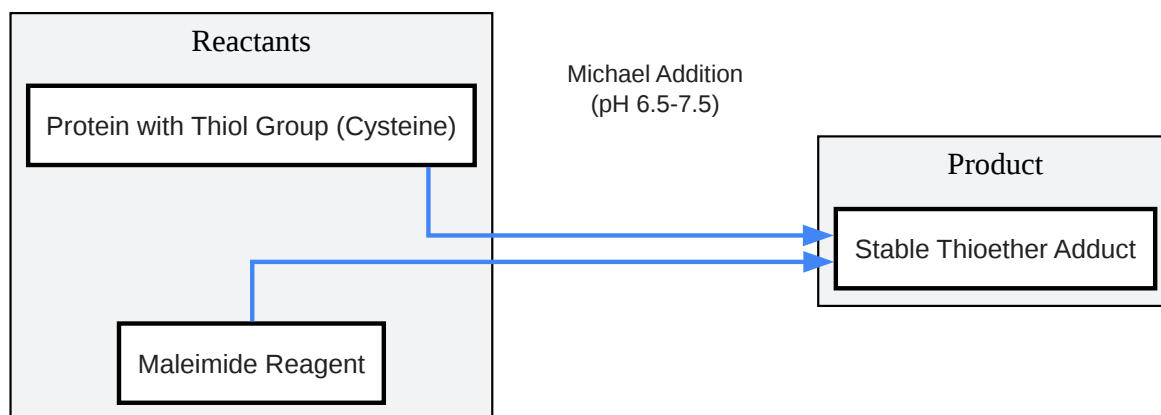 Reactants
Protein with Thiol Group (Cysteine)
Maleimide Reagent
Michael Addition
(pH 6.5-7.5)
Product
Stable Thioether Adduct